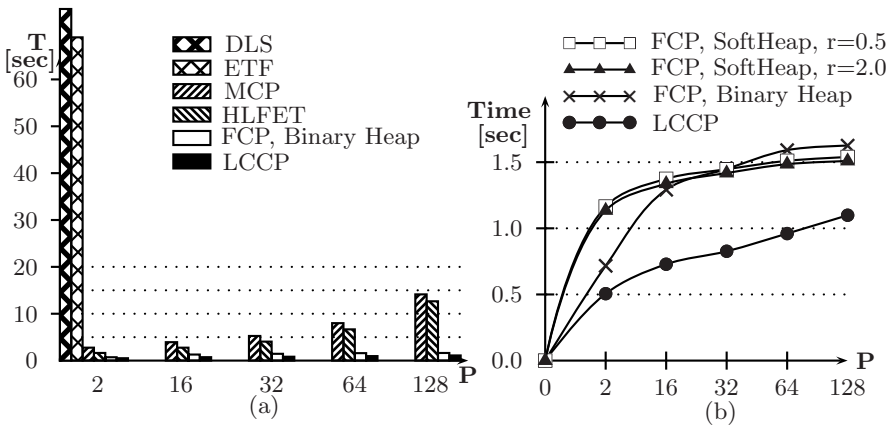 T
[sec]
60
50
40
30
20
10
0
DLS
ETF
MCP
HLFET
FCP, Binary Heap
LCCP
2 16 32 64 128 P
(a)
FCP, SoftHeap, r=0.5
FCP, SoftHeap, r=2.0
FCP, Binary Heap
LCCP
Time
[sec]
1.5
1.0
0.5
0.0
0 2 16 32 64 128 P
(b)